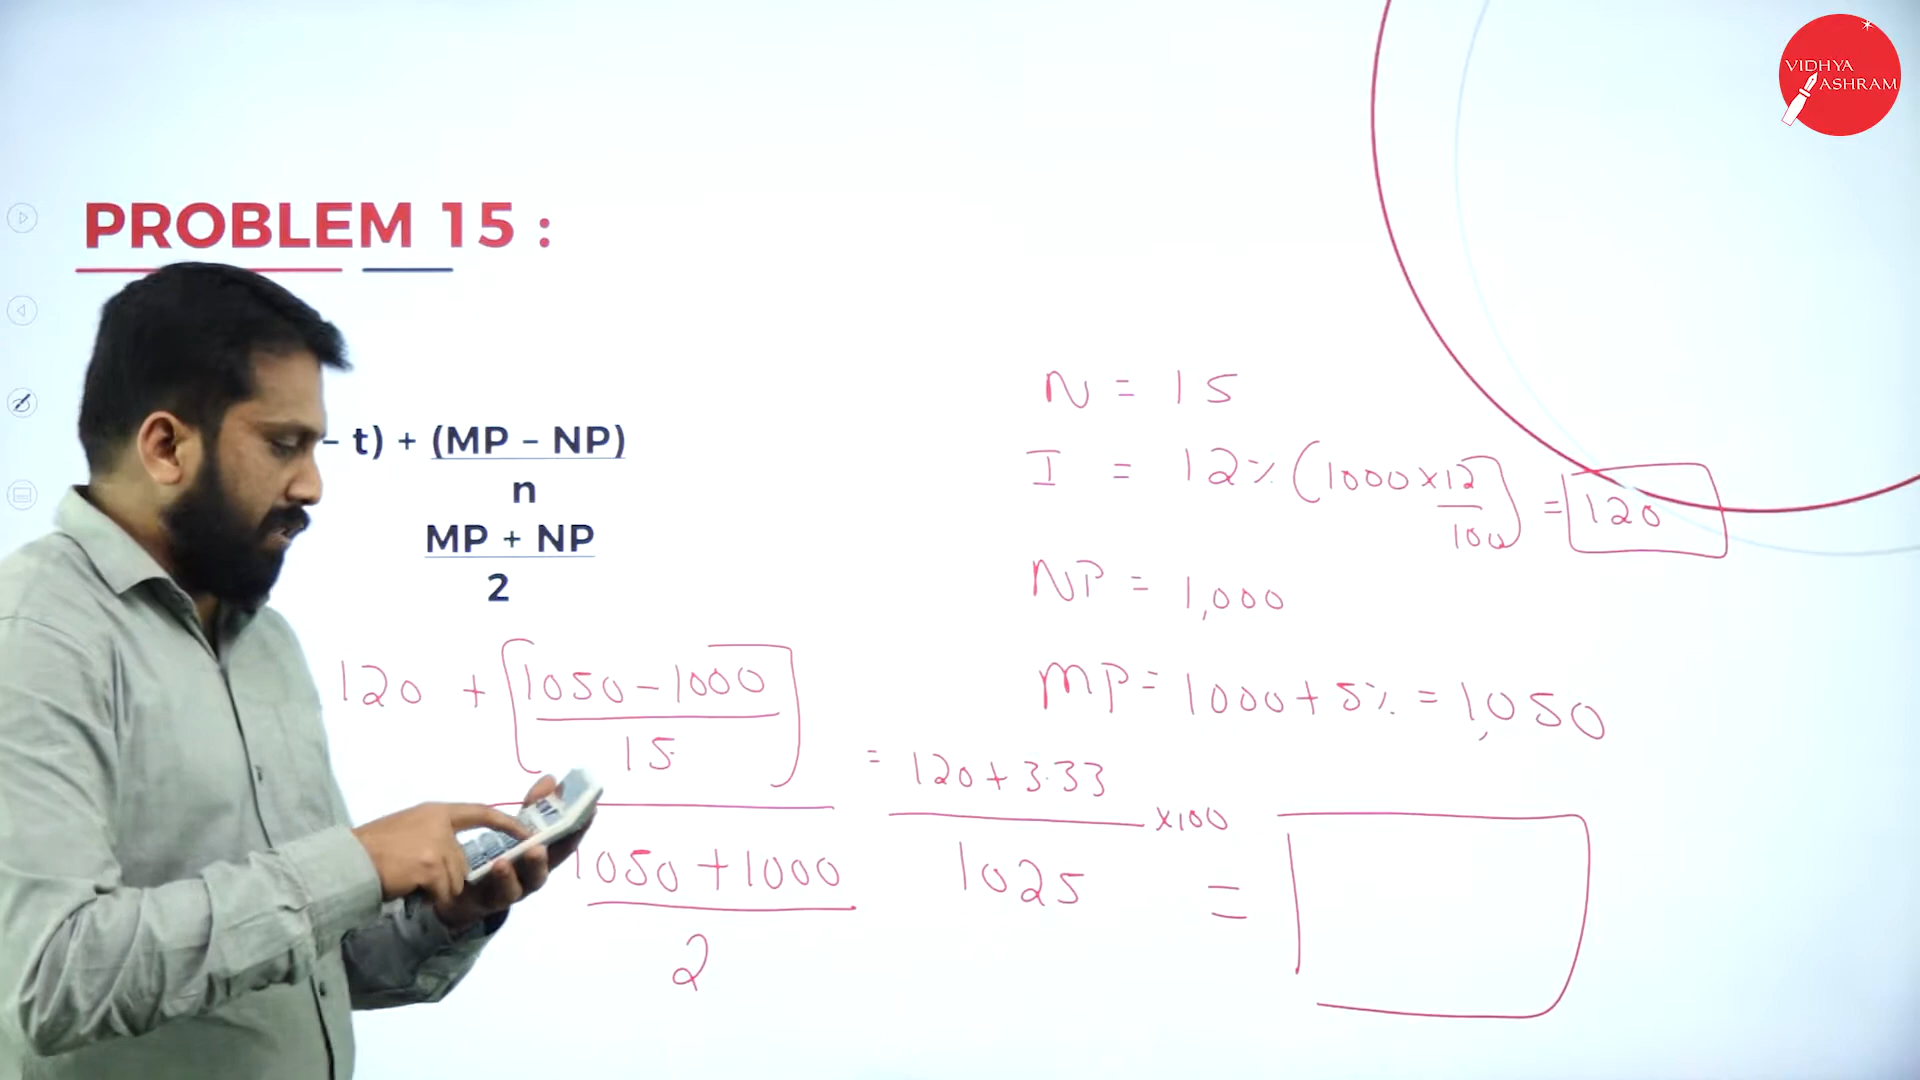 VIDHYA
ASHRAM
PROBLEM 15 :
– t) + (MP – NP)
n
MP + NP
2
N = 15
I = 12% (1000×12
100) = 120
NP = 1,000
MP = 1000 + 5% = 1,050
120 + [1050 – 1000
15]
1050 + 1000
2
= 120 + 3.33
1025
×100
=